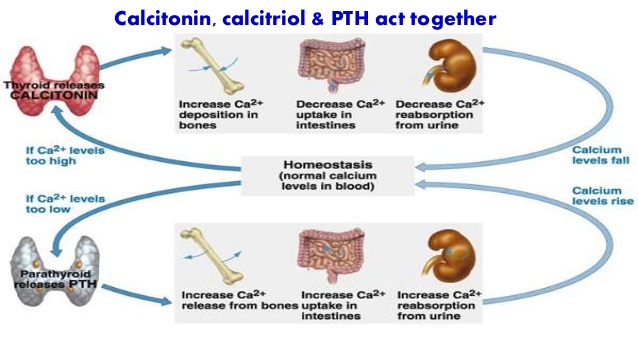 Calcitonin, calcitriol & PTH act together
Thyroid releases
CALCITONIN
Increase Ca2+
deposition in
bones
Decrease Ca2+
uptake in
intestines
Decrease Ca2+
reabsorption
from urine
If Ca2+ levels
too high
Calcium
levels fall
Homeostasis
(normal calcium
levels in blood)
If Ca2+ levels
too low
Calcium
levels rise
Parathyroid
releases PTH
Increase Ca2+
release from bones
Increase Ca2+
uptake in
intestines
Increase Ca2+
reabsorption
from urine